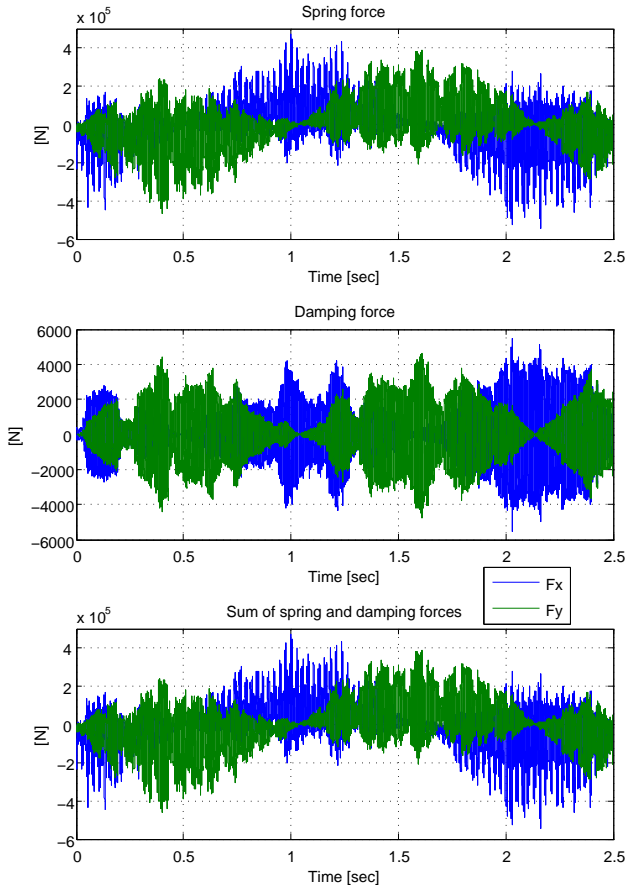 Spring force
x 10^5
4
2
0
−2
−4
−6
[N]
0 0.5 1 1.5 2 2.5
Time [sec]
Damping force
6000
4000
2000
0
−2000
−4000
−6000
[N]
0 0.5 1 1.5 2 2.5
Time [sec]
Fx
Fy
Sum of spring and damping forces
x 10^5
4
2
0
−2
−4
−6
[N]
0 0.5 1 1.5 2 2.5
Time [sec]